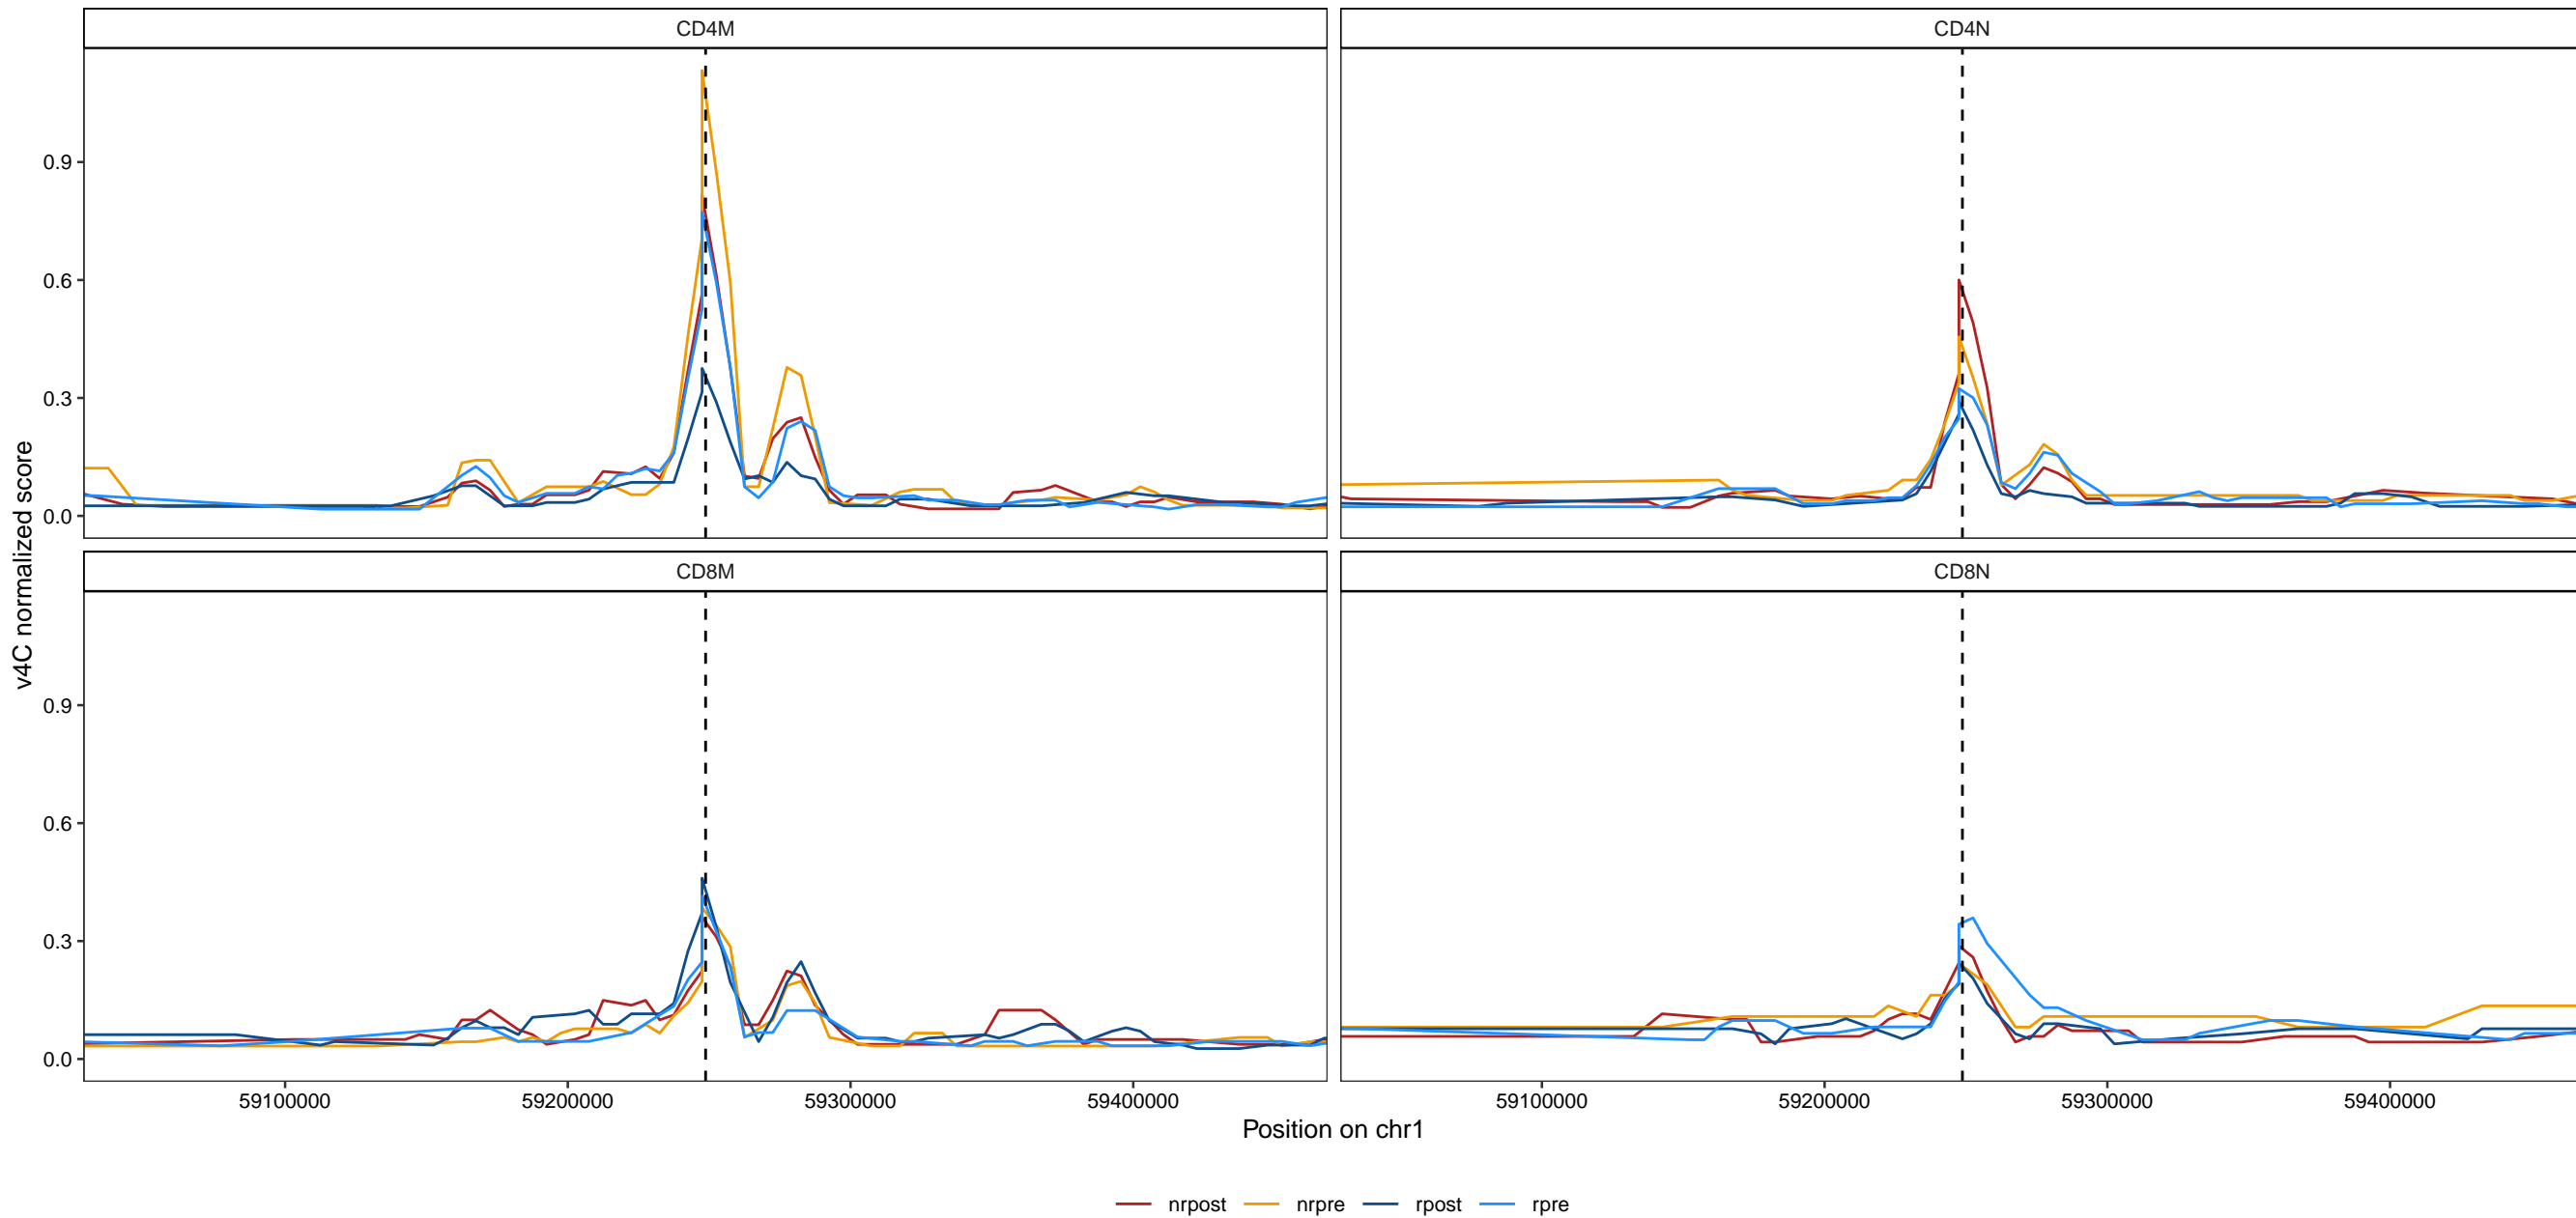 CD4M
CD4N
0.9
0.6
0.3
0.0
CD8M
CD8N
0.9
0.6
0.3
0.0
v4C normalized score
59100000 59200000 59300000 59400000
59100000 59200000 59300000 59400000
Position on chr1
nrpost nrpre rpost rpre